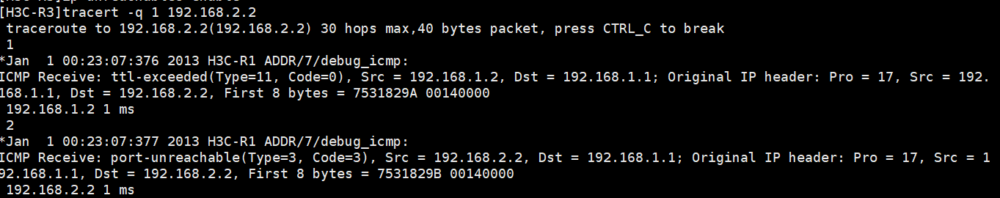 [H3C-R3]tracert -q 1 192.168.2.2
traceroute to 192.168.2.2(192.168.2.2) 30 hops max,40 bytes packet, press CTRL_C to break
1
*Jan  1 00:23:07:376 2013 H3C-R1 ADDR/7/debug_icmp:
ICMP Receive: ttl-exceeded(Type=11, Code=0), Src = 192.168.1.2, Dst = 192.168.1.1; Original IP header: Pro = 17, Src = 192.
168.1.1, Dst = 192.168.2.2, First 8 bytes = 7531829A 00140000
192.168.1.2 1 ms
2
*Jan  1 00:23:07:377 2013 H3C-R1 ADDR/7/debug_icmp:
ICMP Receive: port-unreachable(Type=3, Code=3), Src = 192.168.2.2, Dst = 192.168.1.1; Original IP header: Pro = 17, Src = 1
92.168.1.1, Dst = 192.168.2.2, First 8 bytes = 7531829B 00140000
192.168.2.2 1 ms